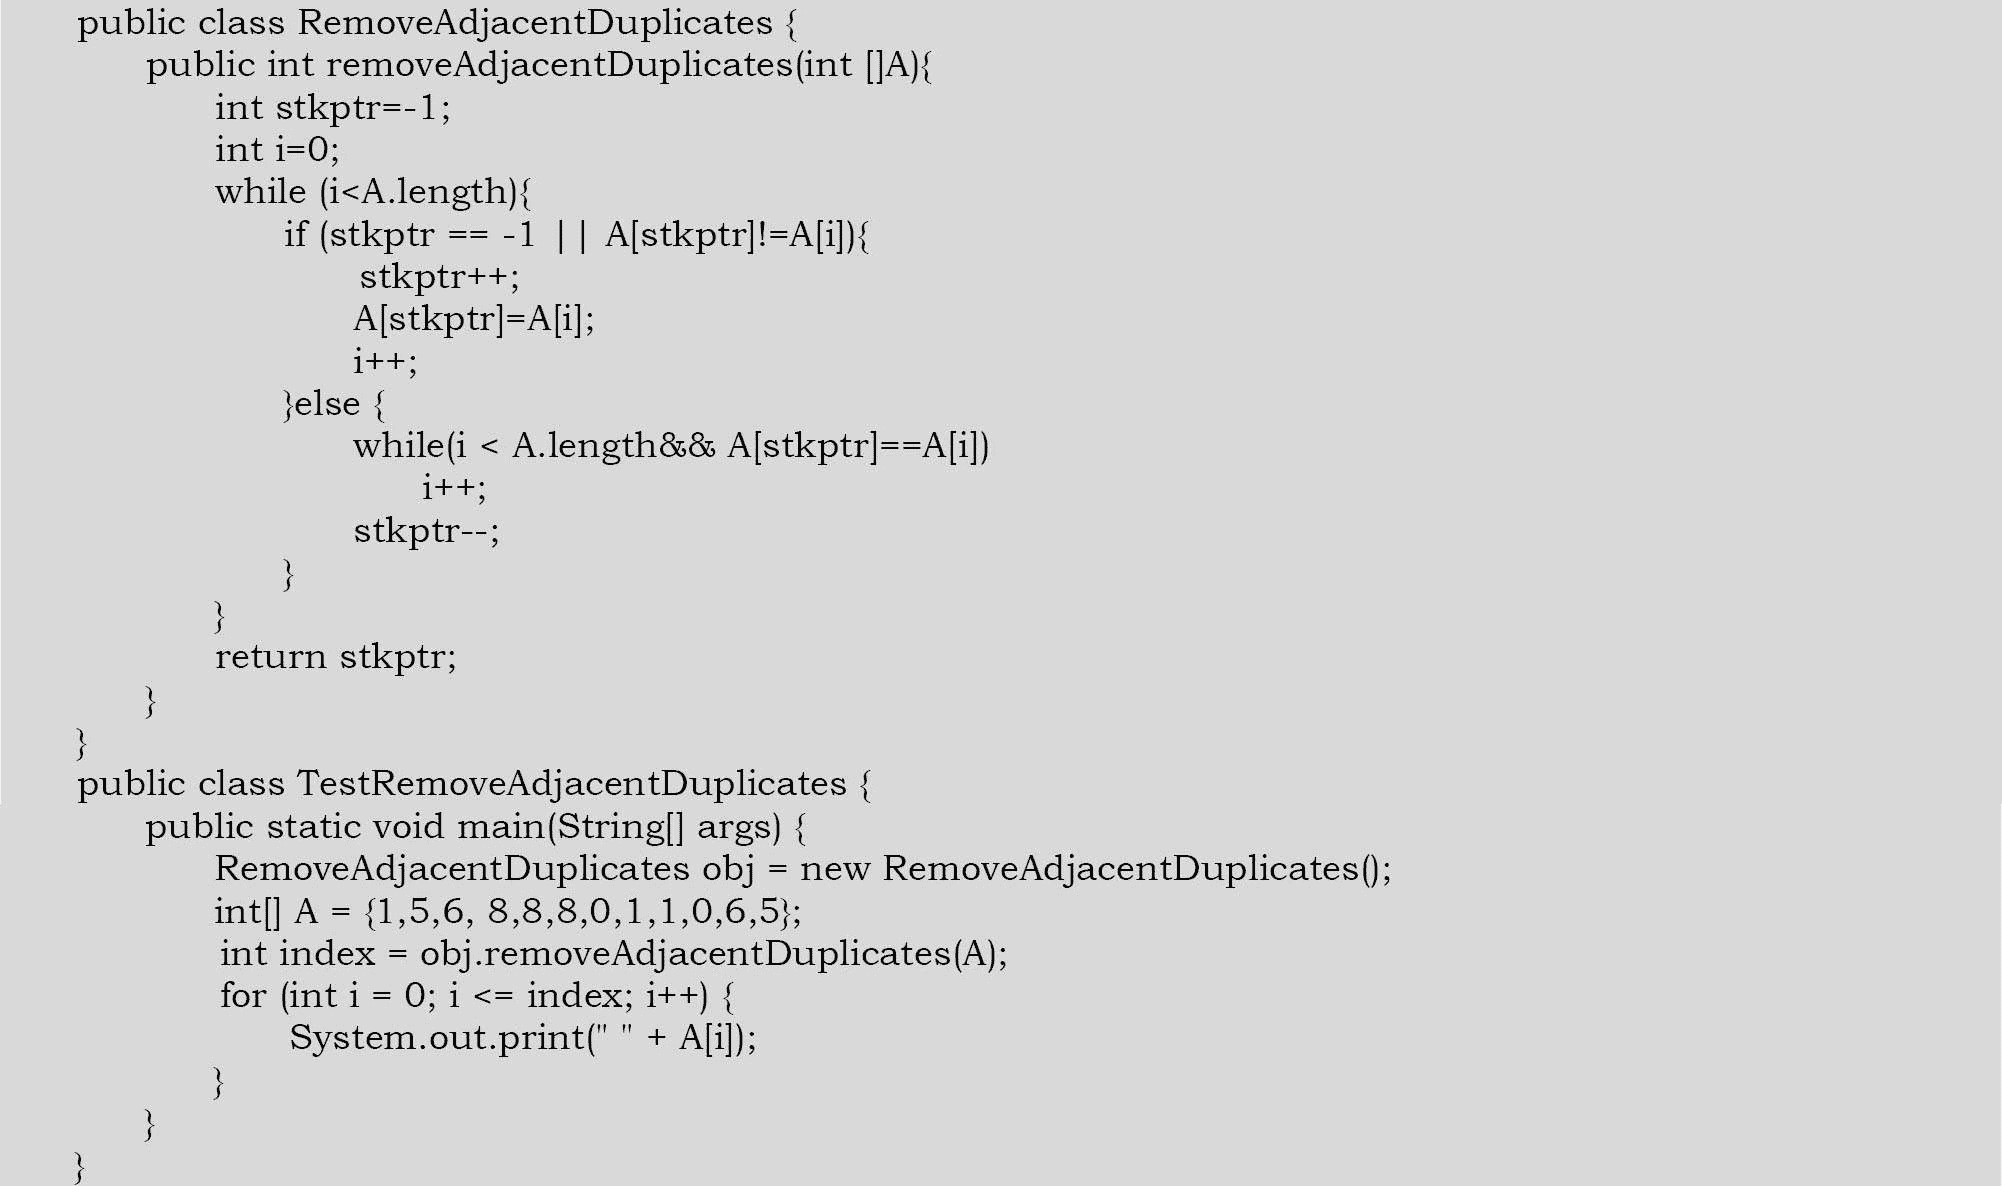 public class RemoveAdjacentDuplicates {
public int removeAdjacentDuplicates(int []A){
int stkptr=-1;
int i=0;
while (i<A.length){
if (stkptr == -1 || A[stkptr]!=A[i]){
stkptr++;
A[stkptr]=A[i];
i++;
}else {
while(i < A.length&& A[stkptr]==A[i])
i++;
stkptr--;
}
}
return stkptr;
}
}
public class TestRemoveAdjacentDuplicates {
public static void main(String[] args) {
RemoveAdjacentDuplicates obj = new RemoveAdjacentDuplicates();
int[] A = {1,5,6, 8,8,8,0,1,1,0,6,5};
int index = obj.removeAdjacentDuplicates(A);
for (int i = 0; i <= index; i++) {
System.out.print(" " + A[i]);
}
}
}